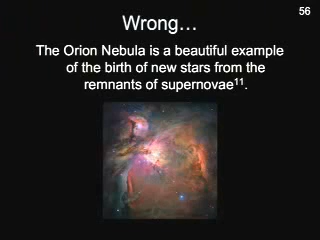 56
Wrong…
The Orion Nebula is a beautiful example
of the birth of new stars from the
remnants of supernovae¹¹.